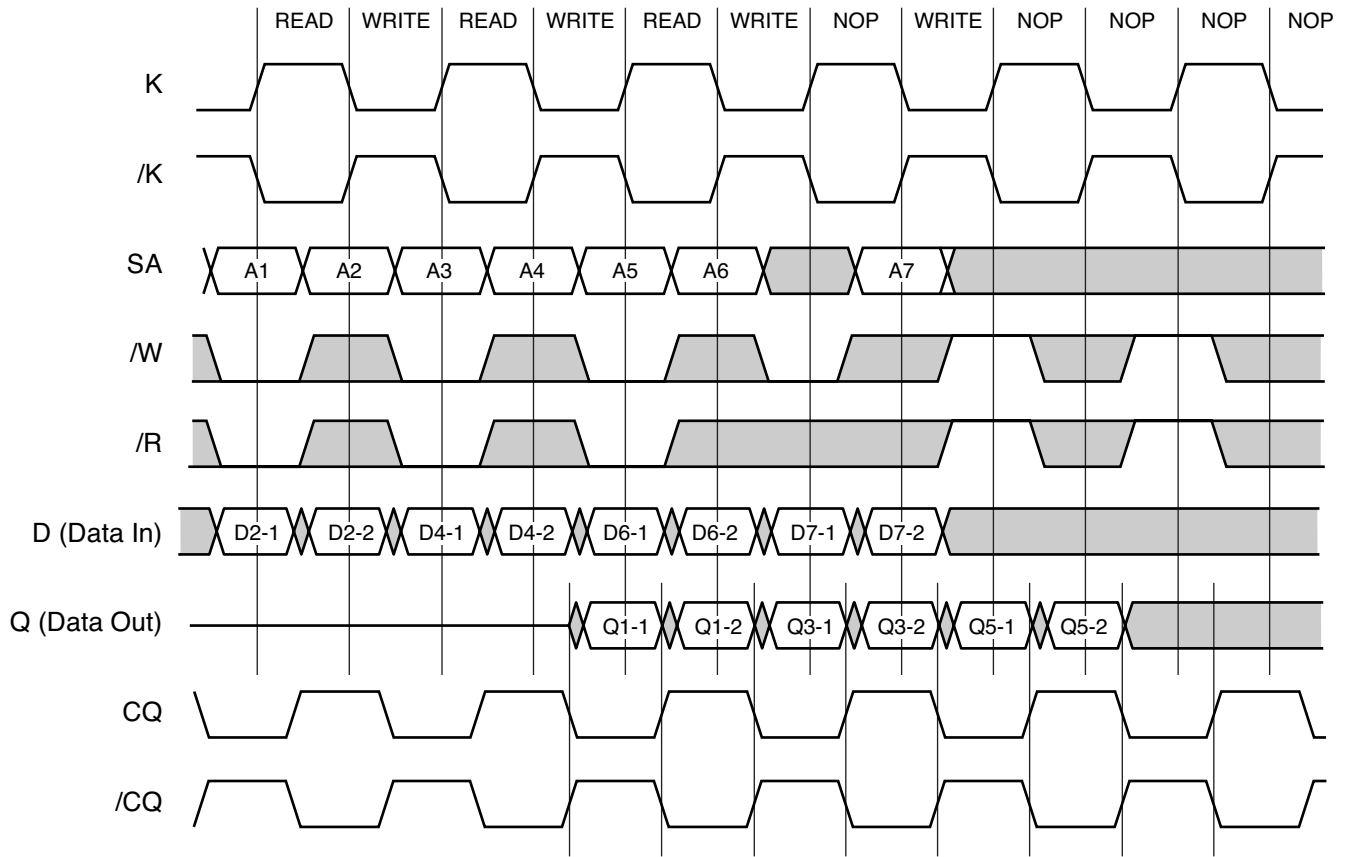 READ WRITE READ WRITE READ WRITE NOP WRITE NOP NOP NOP NOP
K
/K
SA A1 A2 A3 A4 A5 A6 A7
/W
/R
D (Data In) D2-1 D2-2 D4-1 D4-2 D6-1 D6-2 D7-1 D7-2
Q (Data Out) Q1-1 Q1-2 Q3-1 Q3-2 Q5-1 Q5-2
CQ
/CQ